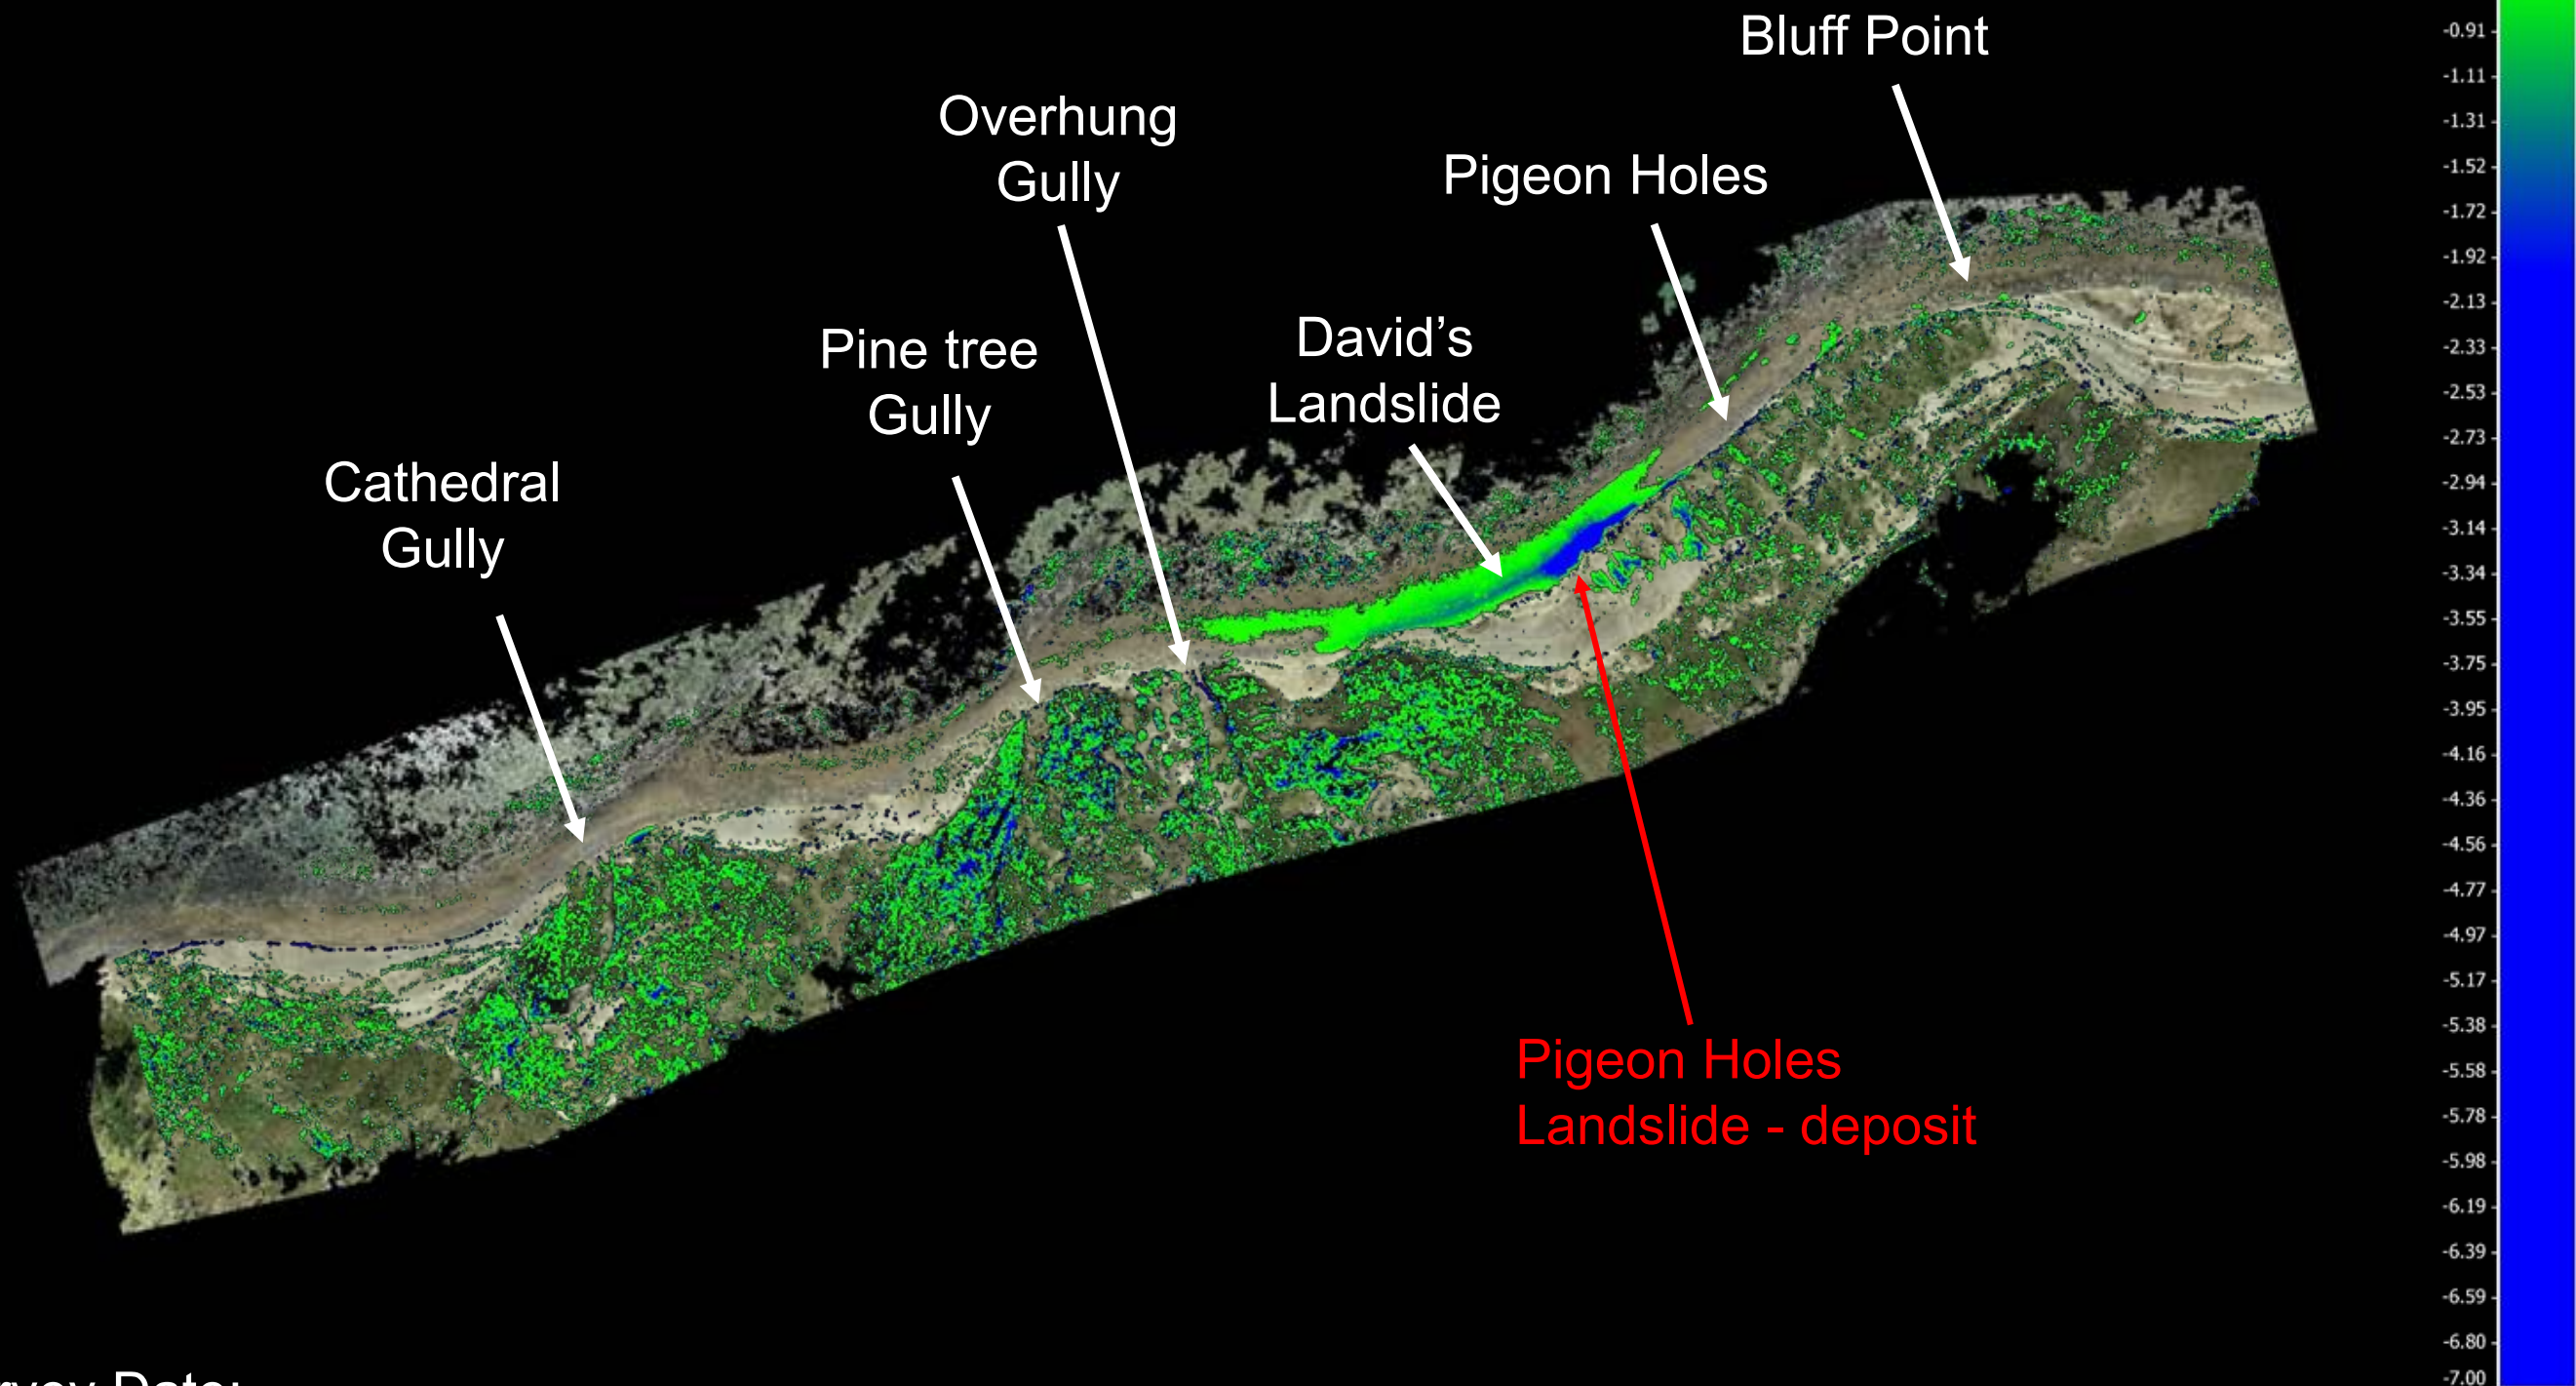 Bluff Point
Overhung
Gully
Pigeon Holes
David’s
Landslide
Pine tree
Gully
Cathedral
Gully
Pigeon Holes
Landslide - deposit
-0.91
-1.11
-1.31
-1.52
-1.72
-1.92
-2.13
-2.33
-2.53
-2.73
-2.94
-3.14
-3.34
-3.55
-3.75
-3.95
-4.16
-4.36
-4.56
-4.77
-4.97
-5.17
-5.38
-5.58
-5.78
-5.98
-6.19
-6.39
-6.59
-6.80
-7.00
Date: